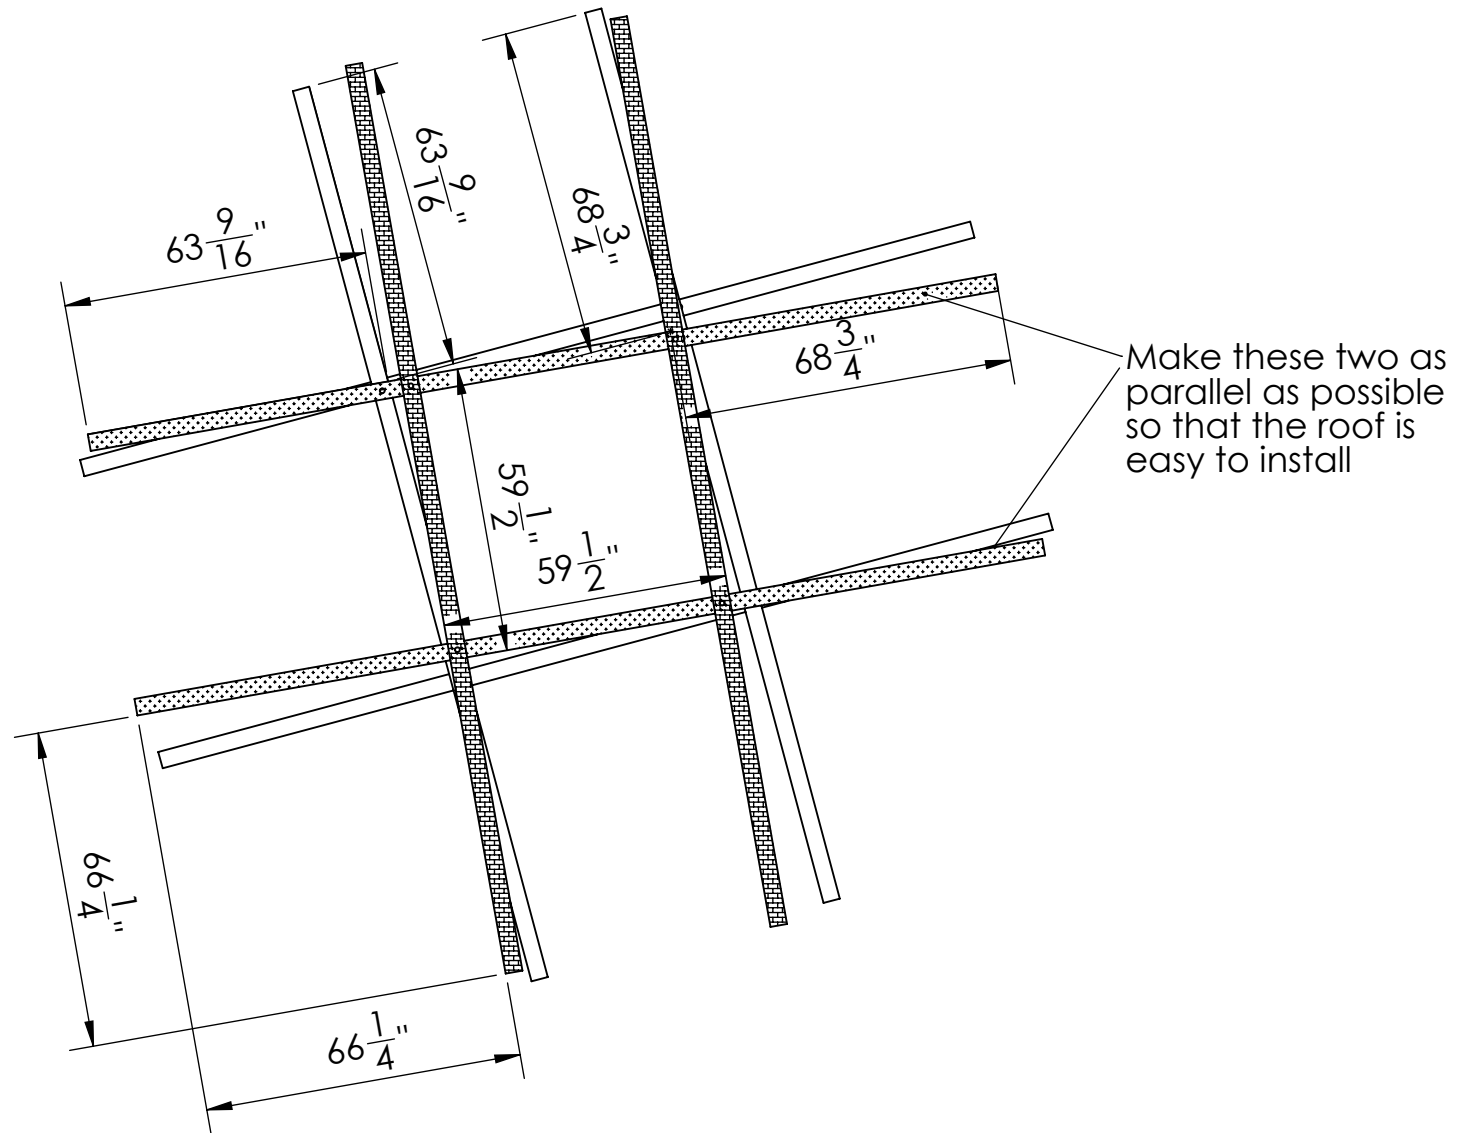 63 9/16"
63 9/16"
68 3/4"
68 3/4"
Make these two as
parallel as possible
so that the roof is
easy to install
59 1/2"
59 1/2"
66 1/4"
66 1/4"